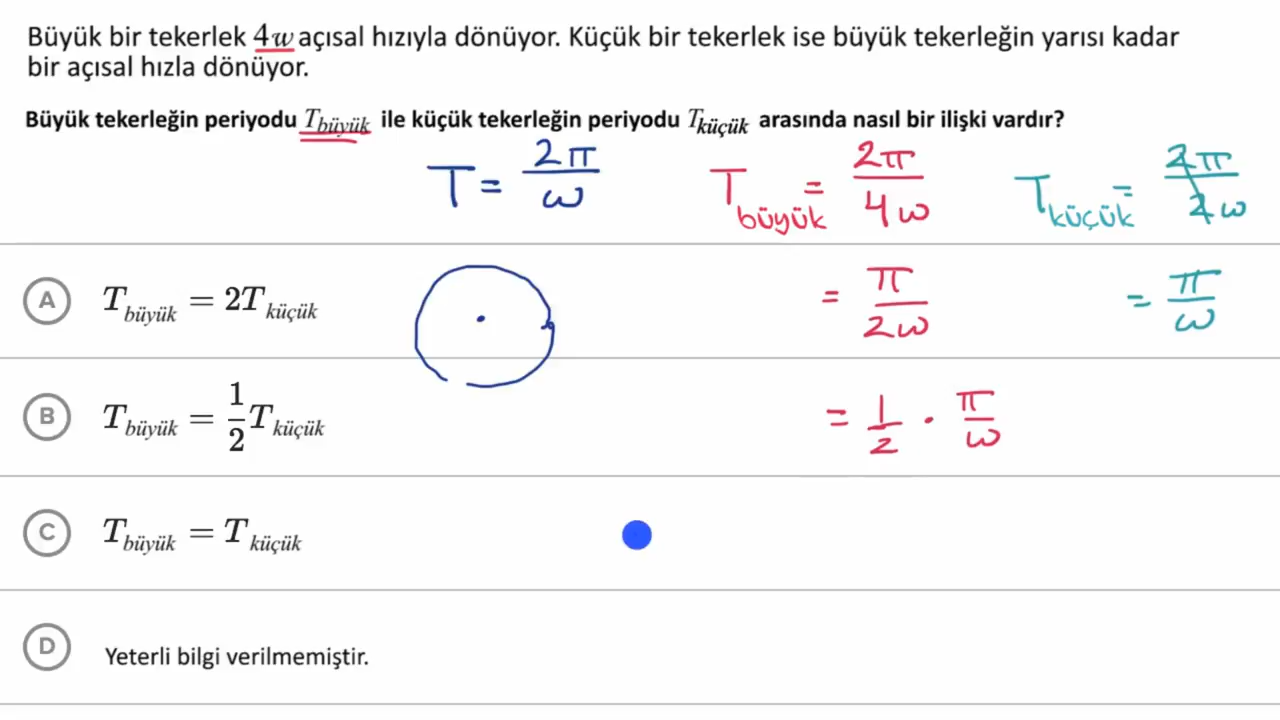 Büyük bir tekerlek 4w açısal hızıyla dönüyor. Küçük bir tekerlek ise büyük tekerleğin yarısı kadar
bir açısal hızla dönüyor.
Büyük tekerleğin periyodu T_büyük ile küçük tekerleğin periyodu T_küçük arasında nasıl bir ilişki vardır?
T = 2π/ω
T_büyük = 2π/4ω
T_küçük = 2π/2ω
A T_büyük = 2T_küçük
= π/2ω
= π/ω
B T_büyük = 1/2 T_küçük
= 1/2 · π/ω
C T_büyük = T_küçük
D Yeterli bilgi verilmemiştir.